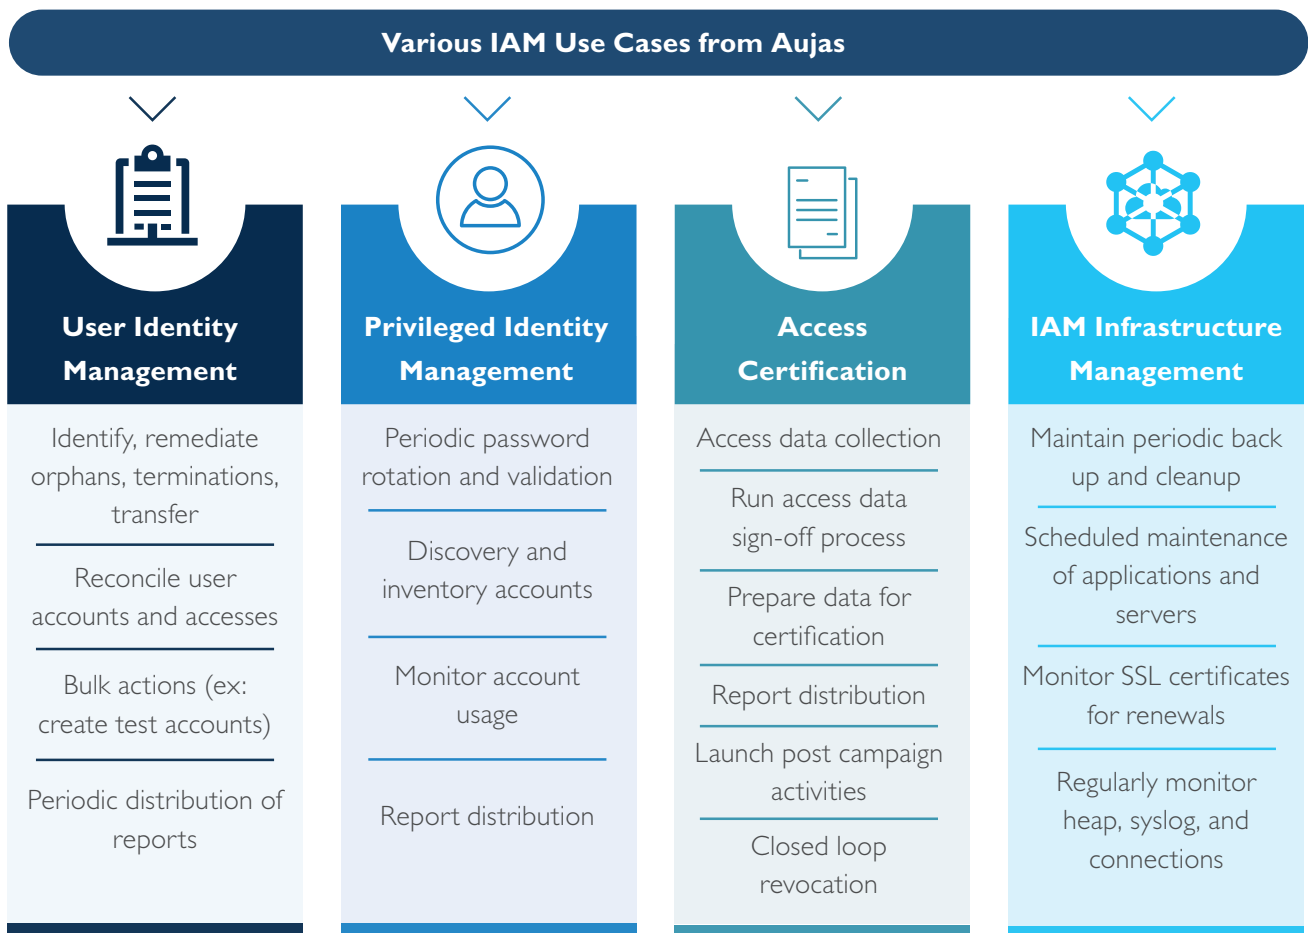 Various IAM Use Cases from Aujas
User Identity
Management
Identify, remediate
orphans, terminations,
transfer
Reconcile user
accounts and accesses
Bulk actions (ex:
create test accounts)
Periodic distribution of
reports
Privileged Identity
Management
Periodic password
rotation and validation
Discovery and
inventory accounts
Monitor account
usage
Report distribution
Access
Certification
Access data collection
Run access data
sign-off process
Prepare data for
certification
Report distribution
Launch post campaign
activities
Closed loop
revocation
IAM Infrastructure
Management
Maintain periodic back
up and cleanup
Scheduled maintenance
of applications and
servers
Monitor SSL certificates
for renewals
Regularly monitor
heap, syslog, and
connections